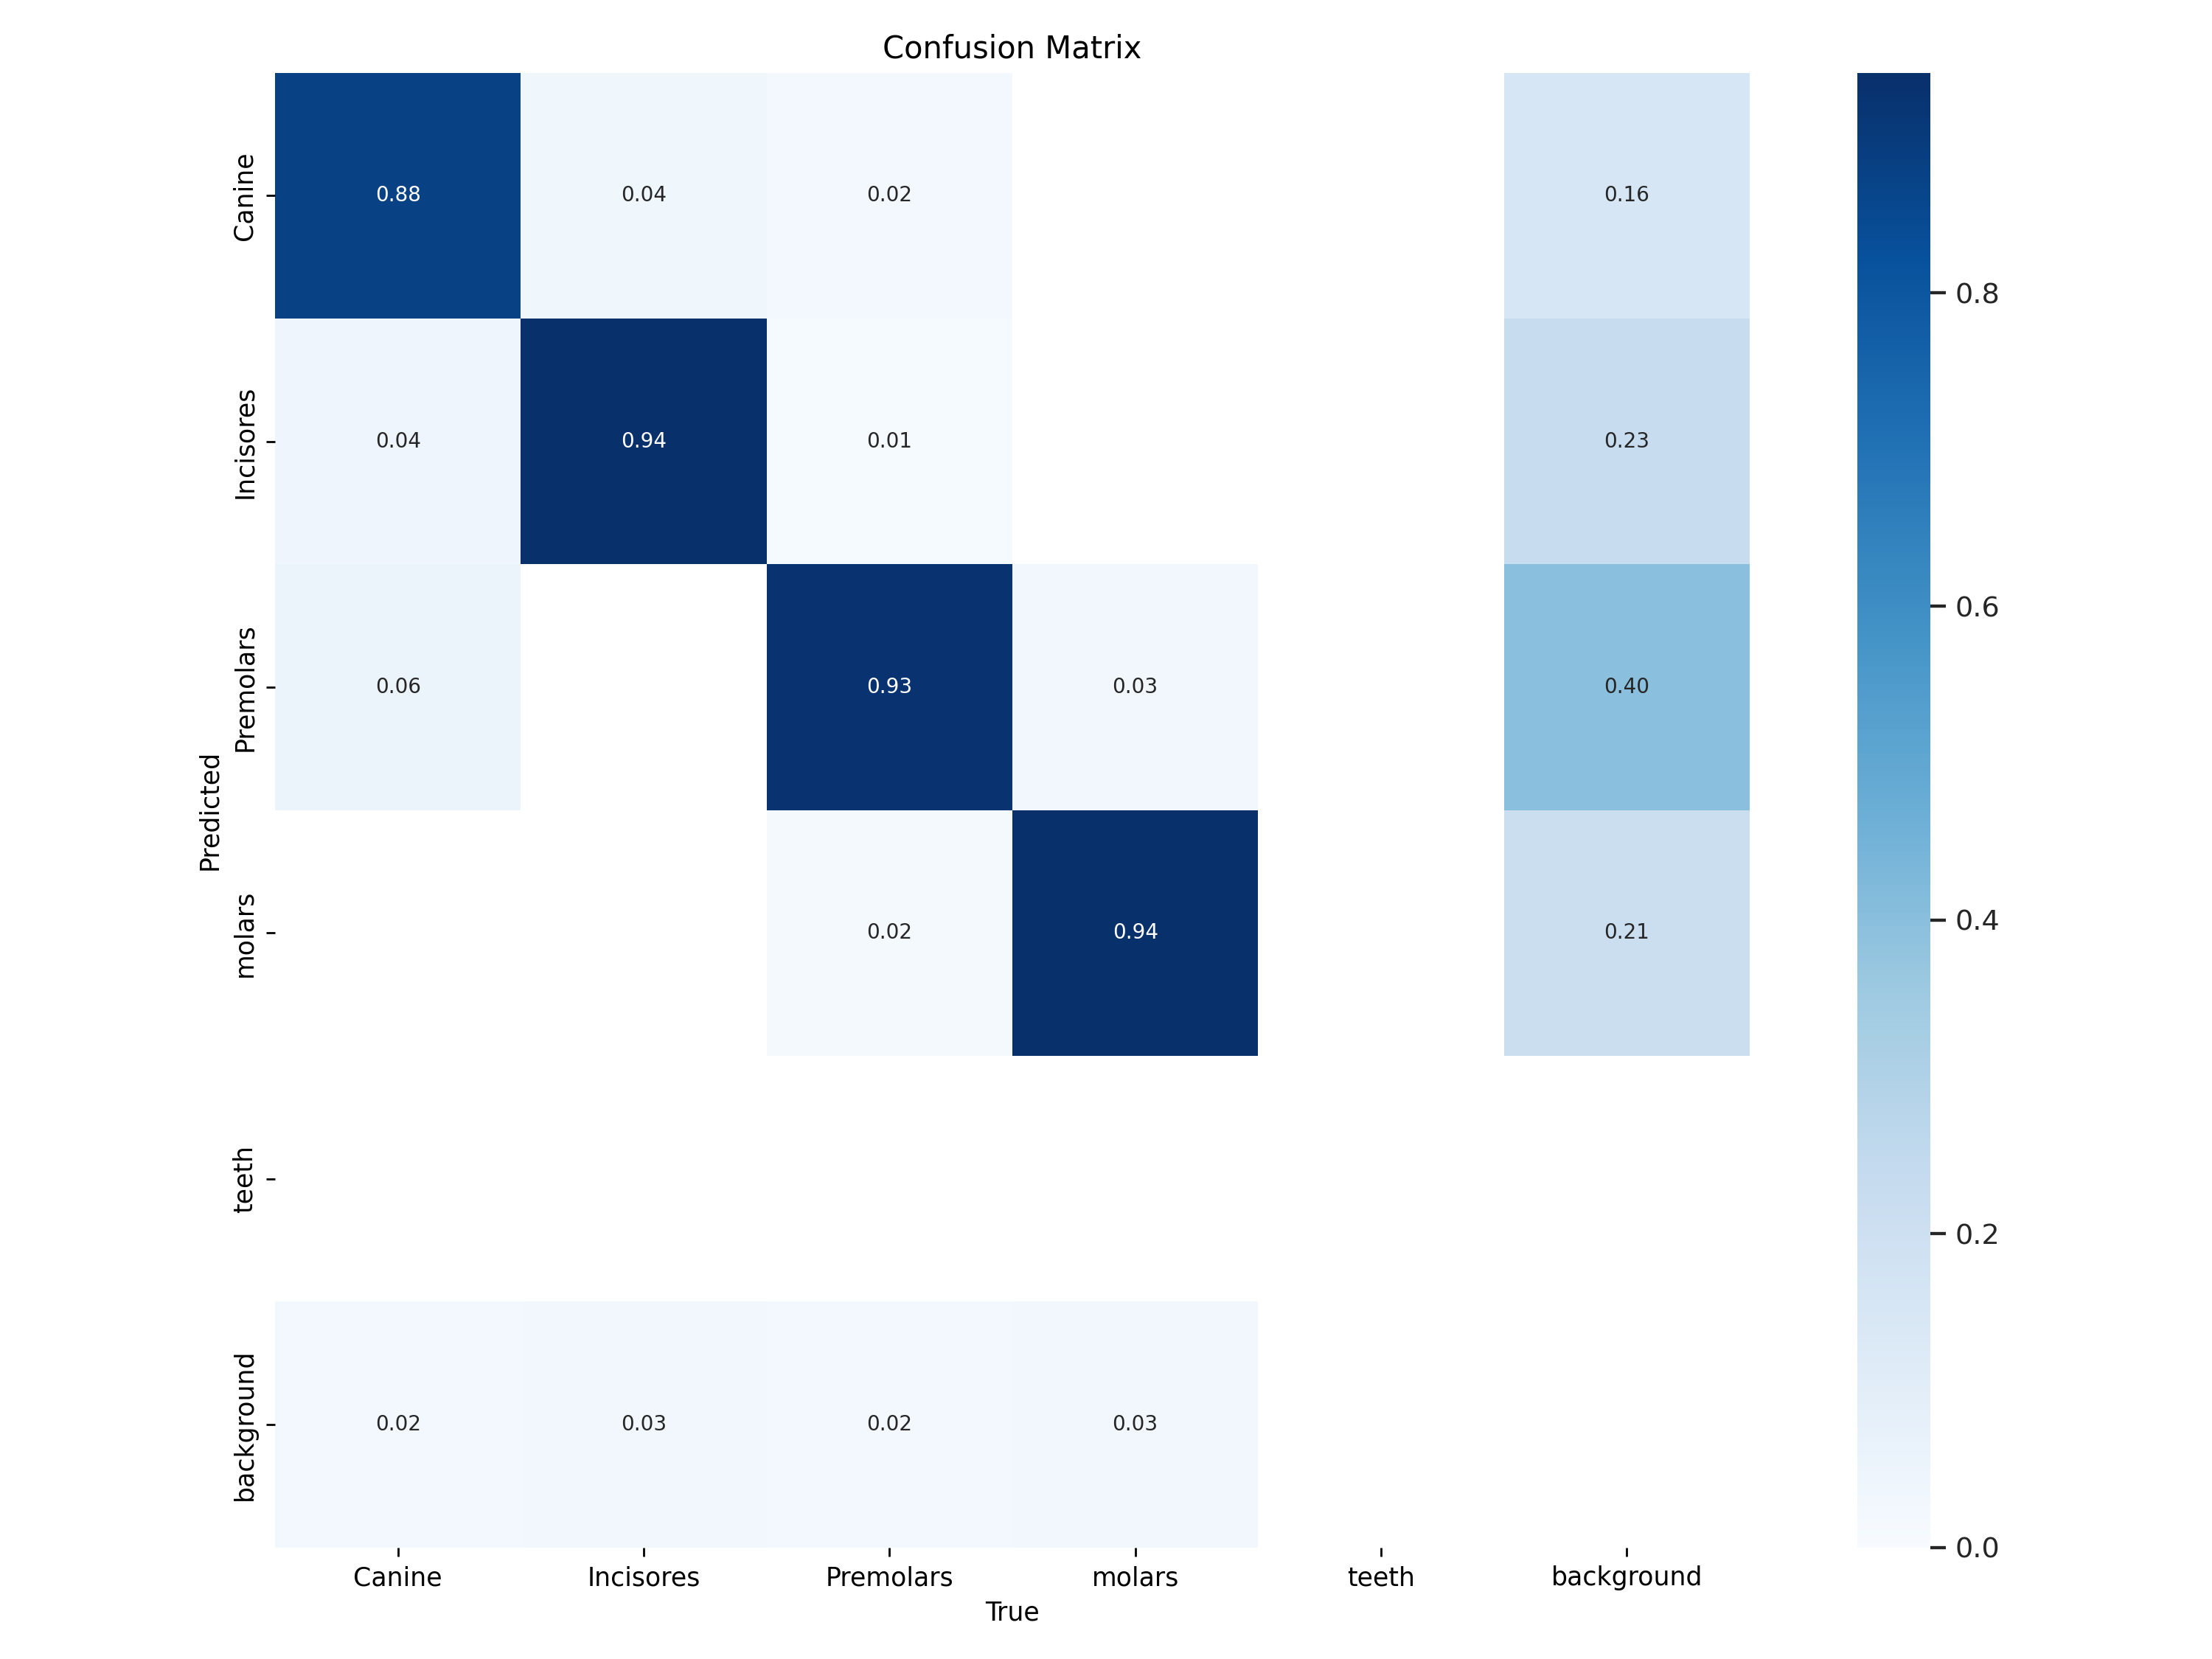 Confusion Matrix
Canine
0.88
0.04
0.02
0.16
Incisores
0.04
0.94
0.01
0.23
Premolars
0.06
0.93
0.03
0.40
molars
0.02
0.94
0.21
teeth
background
0.02
0.03
0.02
0.03
Predicted
Canine
Incisores
Premolars
molars
teeth
background
True
0.8
0.6
0.4
0.2
0.0